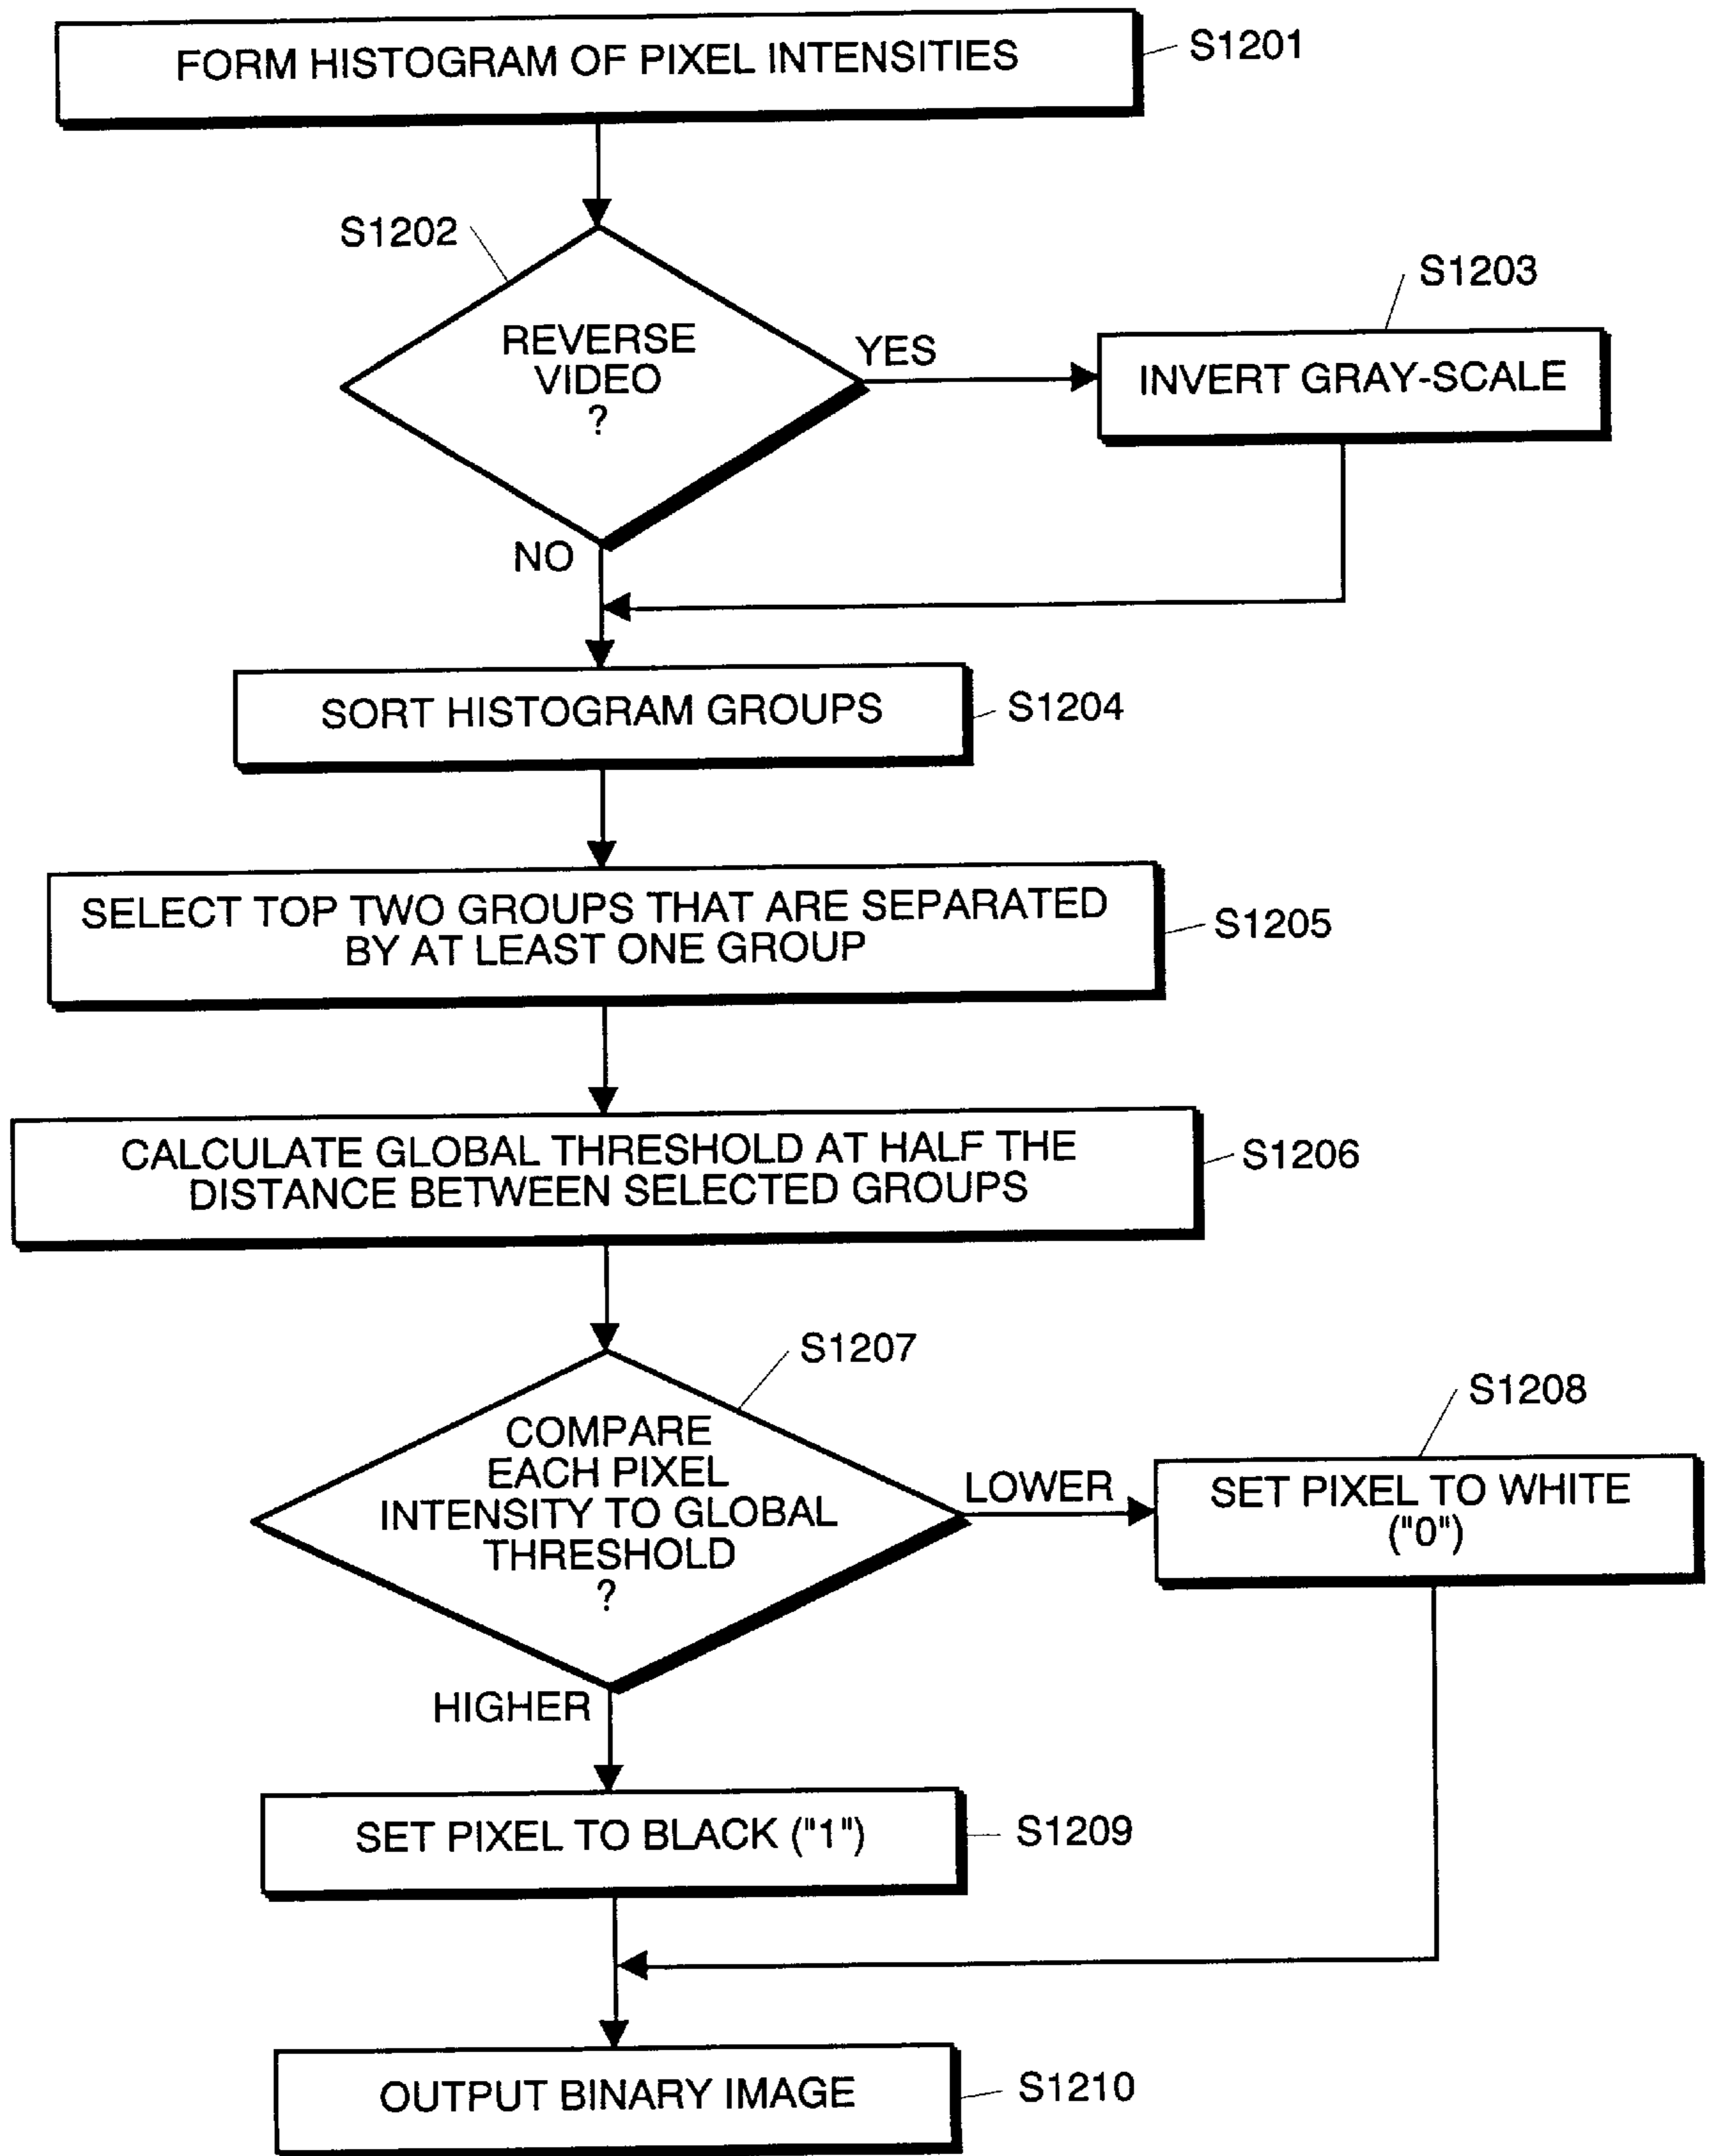 FORM HISTOGRAM OF PIXEL INTENSITIES
S1201
S1202
REVERSE
VIDEO
?
YES
S1203
INVERT GRAY-SCALE
NO
SORT HISTOGRAM GROUPS
S1204
SELECT TOP TWO GROUPS THAT ARE SEPARATED
BY AT LEAST ONE GROUP
S1205
CALCULATE GLOBAL THRESHOLD AT HALF THE
DISTANCE BETWEEN SELECTED GROUPS
S1206
S1207
COMPARE
EACH PIXEL
INTENSITY TO GLOBAL
THRESHOLD
?
LOWER
S1208
SET PIXEL TO WHITE
("0")
HIGHER
SET PIXEL TO BLACK ("1")
S1209
OUTPUT BINARY IMAGE
S1210